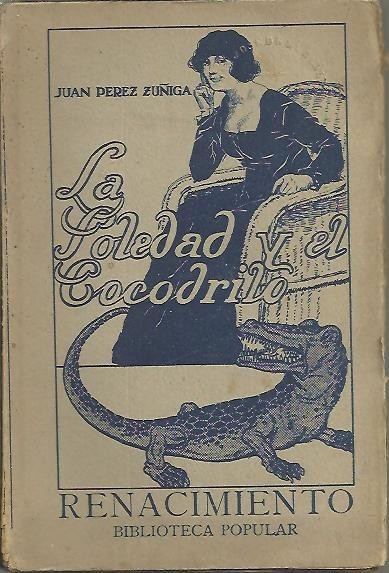 JUAN PEREZ ZUÑIGA
La
Soledad y el
Cocodrilo
RENACIMIENTO
BIBLIOTECA POPULAR